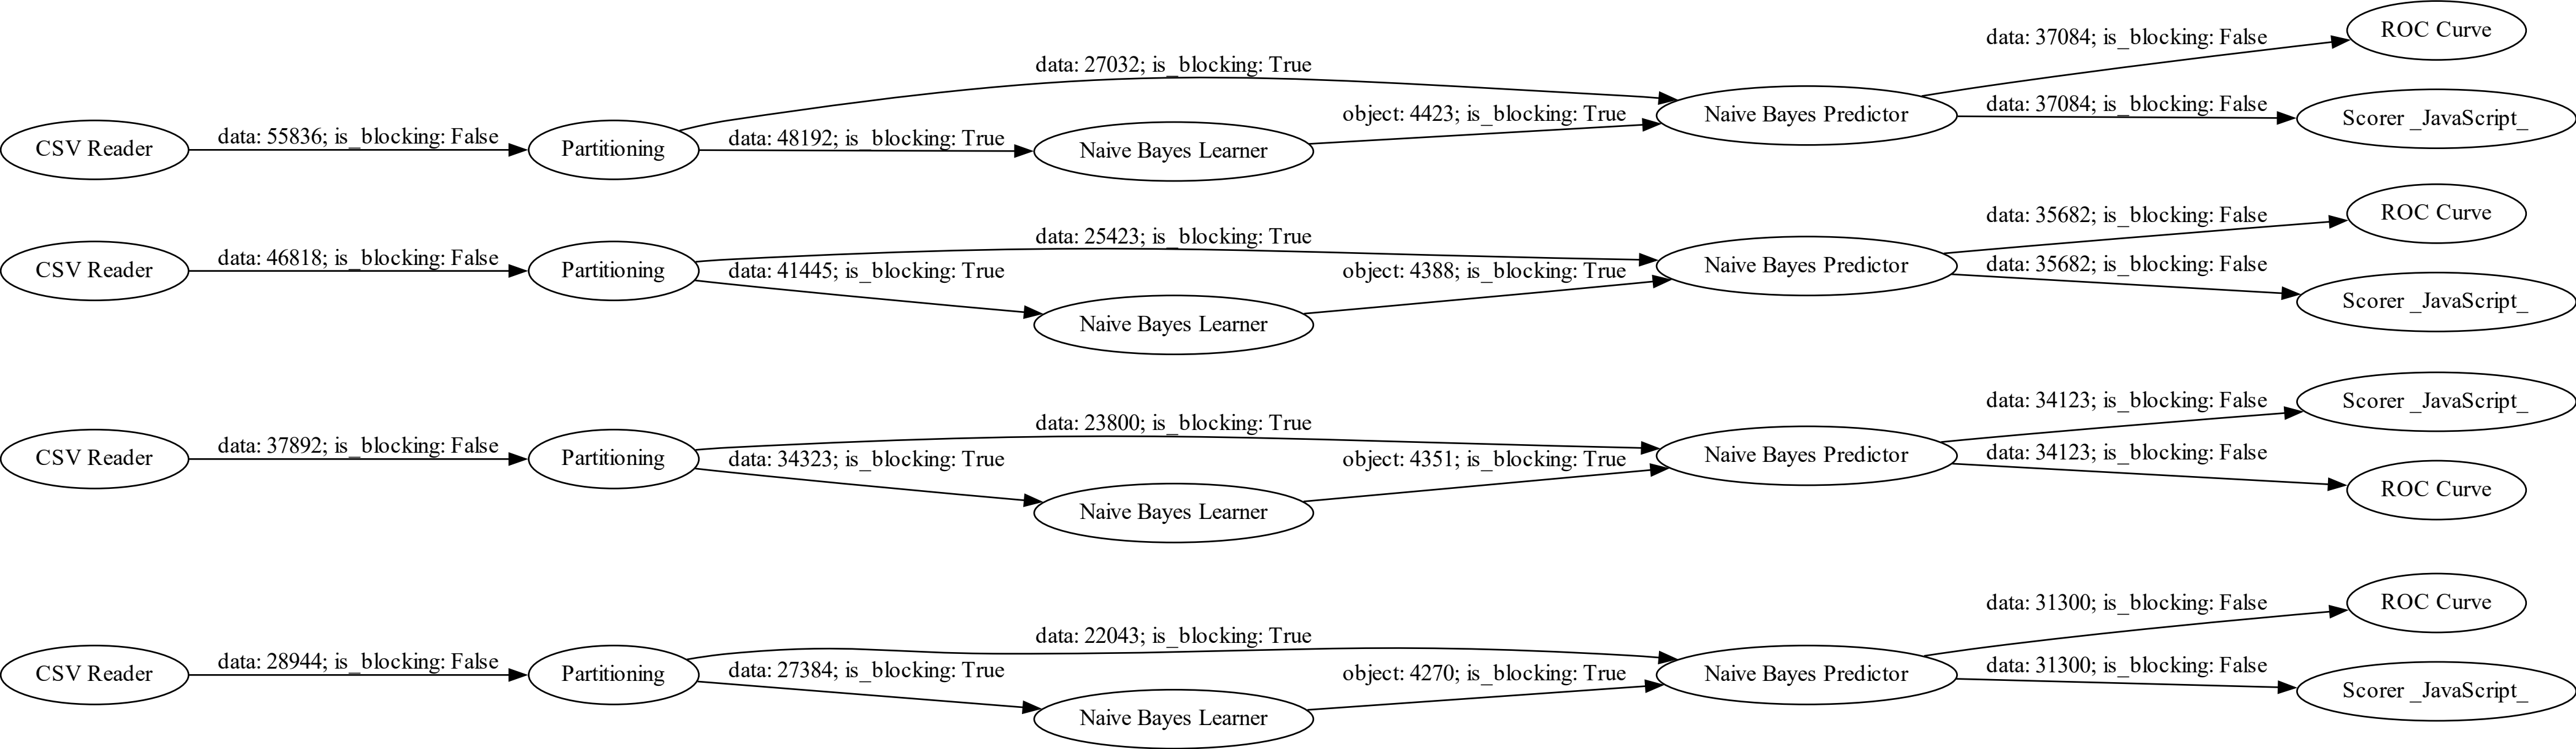 ROC Curve
data: 37084; is_blocking: False
data: 27032; is_blocking: True
data: 37084; is_blocking: False
object: 4423; is_blocking: True
Naive Bayes Predictor
Scorer _JavaScript_
CSV Reader
data: 55836; is_blocking: False
Partitioning
data: 48192; is_blocking: True
Naive Bayes Learner
ROC Curve
data: 35682; is_blocking: False
data: 25423; is_blocking: True
CSV Reader
data: 46818; is_blocking: False
Partitioning
data: 41445; is_blocking: True
object: 4388; is_blocking: True
Naive Bayes Predictor
data: 35682; is_blocking: False
Scorer _JavaScript_
Naive Bayes Learner
data: 34123; is_blocking: False
Scorer _JavaScript_
data: 23800; is_blocking: True
CSV Reader
data: 37892; is_blocking: False
Partitioning
data: 34323; is_blocking: True
object: 4351; is_blocking: True
Naive Bayes Predictor
data: 34123; is_blocking: False
ROC Curve
Naive Bayes Learner
data: 31300; is_blocking: False
ROC Curve
data: 22043; is_blocking: True
CSV Reader
data: 28944; is_blocking: False
Partitioning
data: 27384; is_blocking: True
object: 4270; is_blocking: True
Naive Bayes Predictor
data: 31300; is_blocking: False
Scorer _JavaScript_
Naive Bayes Learner